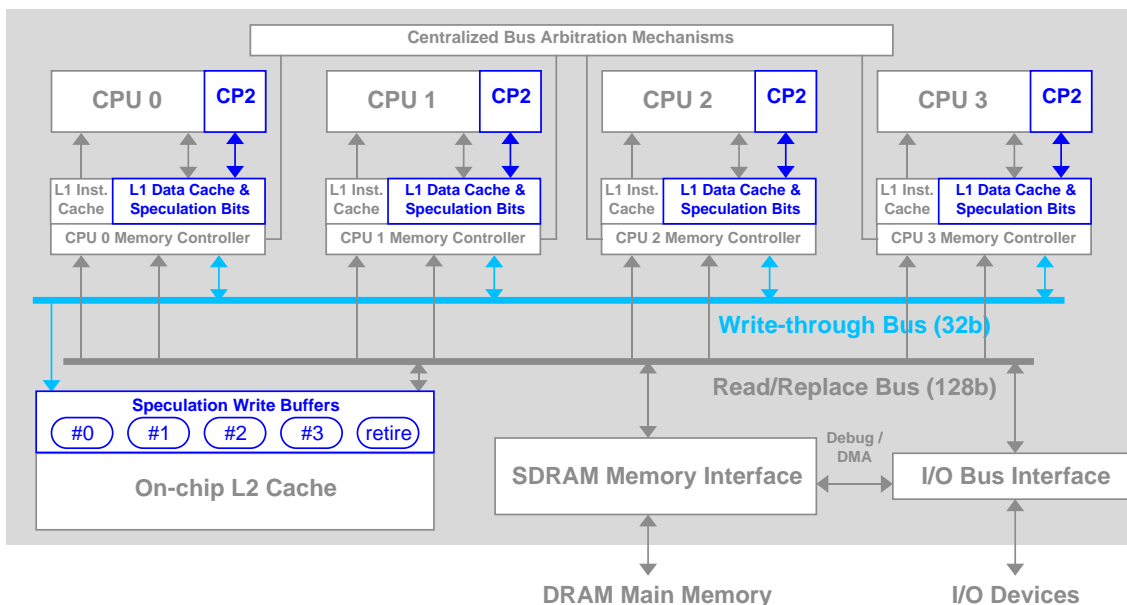 Centralized Bus Arbitration Mechanisms
CPU 0
CP2
CPU 1
CP2
CPU 2
CP2
CPU 3
CP2
L1 Inst.
Cache
L1 Data Cache &
Speculation Bits
L1 Inst.
Cache
L1 Data Cache &
Speculation Bits
L1 Inst.
Cache
L1 Data Cache &
Speculation Bits
L1 Inst.
Cache
L1 Data Cache &
Speculation Bits
CPU 0 Memory Controller
CPU 1 Memory Controller
CPU 2 Memory Controller
CPU 3 Memory Controller
Write-through Bus (32b)
Read/Replace Bus (128b)
Speculation Write Buffers
#0
#1
#2
#3
retire
On-chip L2 Cache
SDRAM Memory Interface
Debug /
DMA
I/O Bus Interface
DRAM Main Memory
I/O Devices